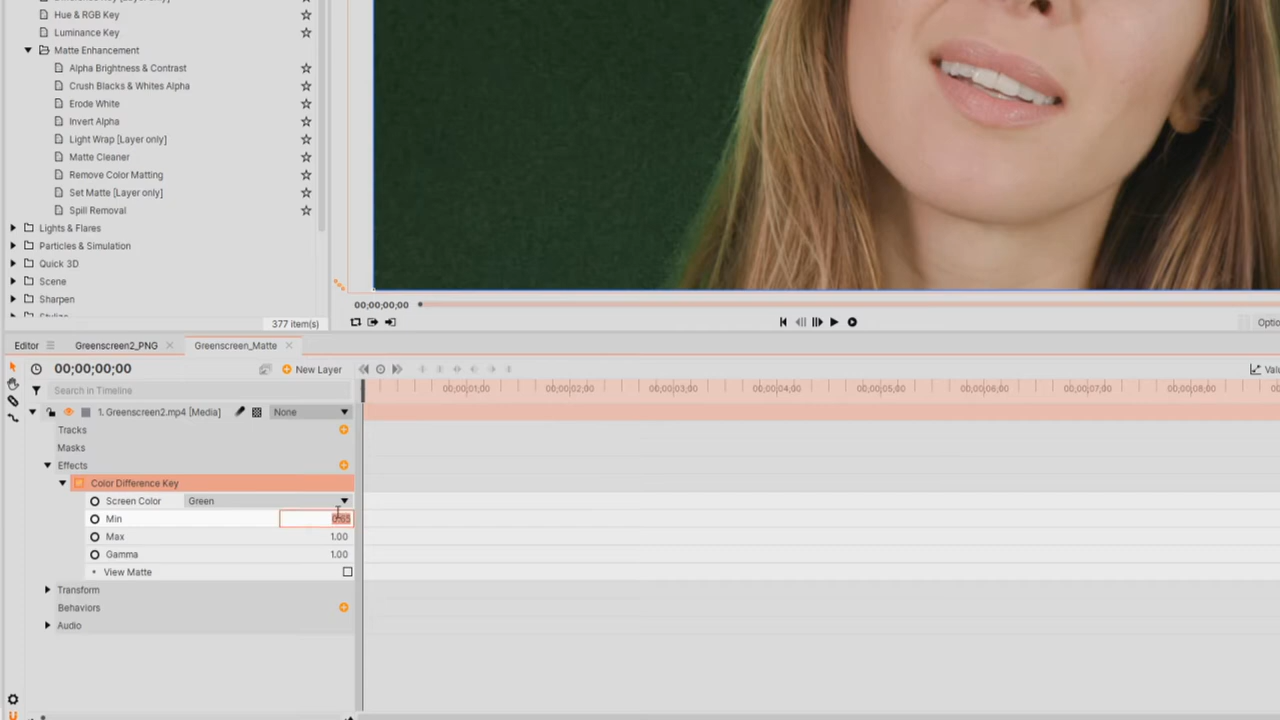 Hue & RGB Key
Luminance Key
Matte Enhancement
Alpha Brightness & Contrast
Crush Blacks & Whites Alpha
Erode White
Invert Alpha
Light Wrap [Layer only]
Matte Cleaner
Remove Color Matting
Set Matte [Layer only]
Spill Removal
Lights & Flares
Particles & Simulation
Quick 3D
Scene
Sharpen
377 item(s)
00;00;00;00
Optio
Editor
Greenscreen2_PNG
Greenscreen_Matte
00;00;00;00
New Layer
Valu
Search in Timeline
00;00;01;00
00;00;02;00
00;00;03;00
00;00;04;00
00;00;05;00
00;00;06;00
00;00;07;00
00;00;08;00
1. Greenscreen2.mp4 [Media]
None
Tracks
Masks
Effects
Color Difference Key
Screen Color
Green
Min
Max
1.00
Gamma
1.00
View Matte
Transform
Behaviors
Audio